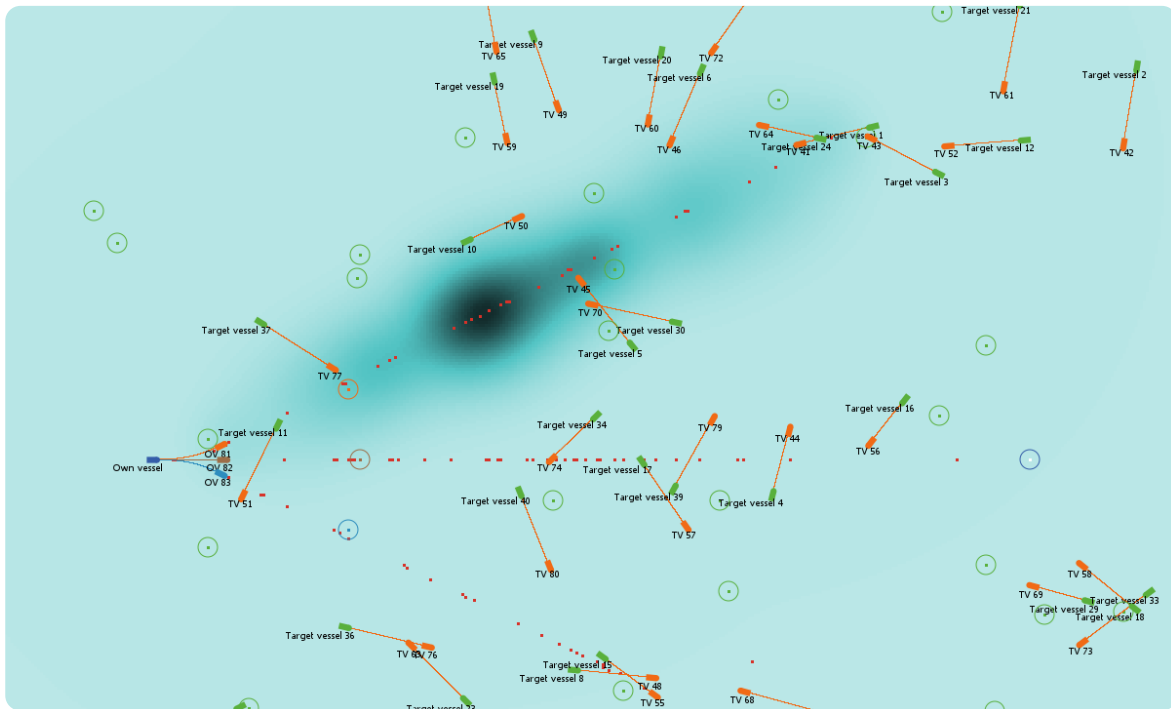 Target vessel 21
Target vessel 9
TV 65
TV 72
Target vessel 20
Target vessel 6
Target vessel 2
Target vessel 19
TV 61
TV 49
TV 60
TV 59
TV 46
TV 64
Target vessel 1
Target vessel 24
TV 41
TV 43
TV 52
Target vessel 12
TV 42
Target vessel 3
TV 50
Target vessel 10
TV 45
TV 70
Target vessel 30
Target vessel 5
Target vessel 37
TV 77
Target vessel 16
Target vessel 34
TV 79
TV 44
Target vessel 11
TV 56
OV 81
Own vessel
OV 82
OV 83
TV 74
Target vessel 17
TV 51
Target vessel 40
Target vessel 39
Target vessel 4
TV 57
TV 80
TV 58
TV 69
Target vessel 33
Target vessel 29
Target vessel 18
Target vessel 36
TV 76
TV 73
Target vessel 15
Target vessel 8
TV 48
TV 55
TV 68